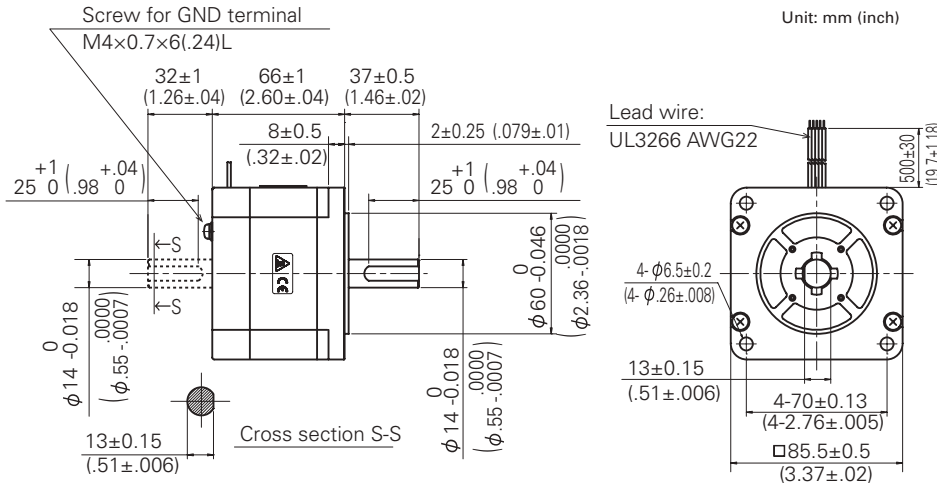 Screw for GND terminal
M4×0.7×6(.24)L
Unit: mm (inch)
32±1
(1.26±.04)
66±1
(2.60±.04)
37±0.5
(1.46±.02)
8±0.5
(.32±.02)
2±0.25 (.079±.01)
25 +1 0 (.98 +.04 0)
25 +1 0 (.98 +.04 0)
Lead wire:
UL3266 AWG22
500±30
(19.7±1.18)
←S
←S
CE
ϕ14 0 -0.018
(ϕ.55 .0000 -.0007)
ϕ60 0 -0.046
(ϕ2.36 .0000 -.0018)
ϕ14 0 -0.018
(ϕ.55 .0000 -.0007)
4-ϕ6.5±0.2
(4-ϕ.26±.008)
13±0.15
(.51±.006)
Cross section S-S
13±0.15
(.51±.006)
4-70±0.13
(4-2.76±.005)
□85.5±0.5
(3.37±.02)